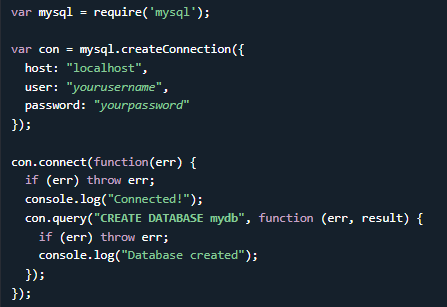 var mysql = require('mysql');
var con = mysql.createConnection({
host: "localhost",
user: "yourusername",
password: "yourpassword"
});
con.connect(function(err) {
if (err) throw err;
console.log("Connected!");
con.query("CREATE DATABASE mydb", function (err, result) {
if (err) throw err;
console.log("Database created");
});
});